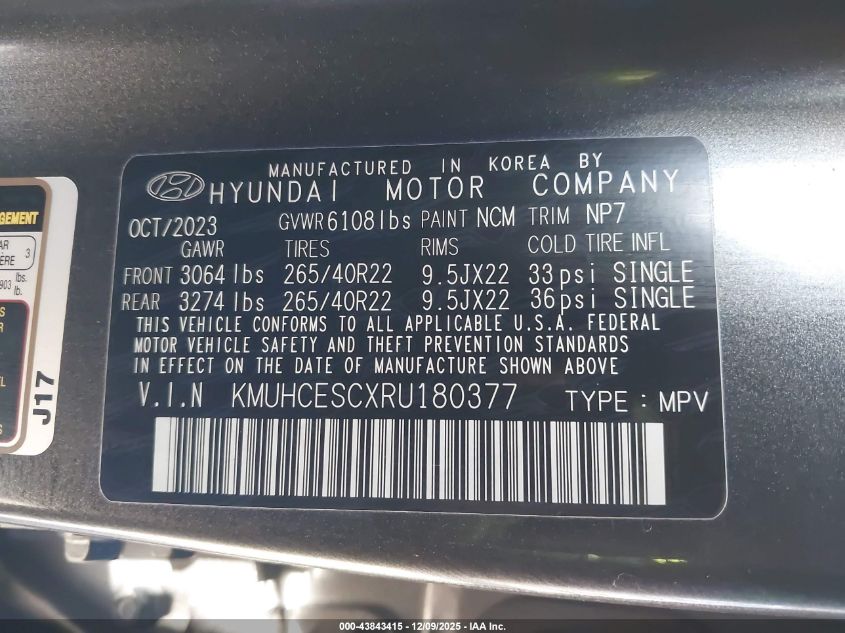 MANUFACTURED IN KOREA BY
HYUNDAI MOTOR COMPANY
OCT/2023 GVWR 6108 lbs PAINT NCM TRIM NP7
GAWR TIRES RIMS COLD TIRE INFL
FRONT 3064 lbs 265/40R22 9.5JX22 33 psi SINGLE
REAR 3274 lbs 265/40R22 9.5JX22 36 psi SINGLE
THIS VEHICLE CONFORMS TO ALL APPLICABLE U.S.A. FEDERAL
MOTOR VEHICLE SAFETY AND THEFT PREVENTION STANDARDS
IN EFFECT ON THE DATE OF MANUFACTURE SHOWN ABOVE
V.I.N KMUHCESCXRU180377 TYPE : MPV
3
lbs.
lb.
J17
000-43843415 - 12/09/2025 - IAA Inc.